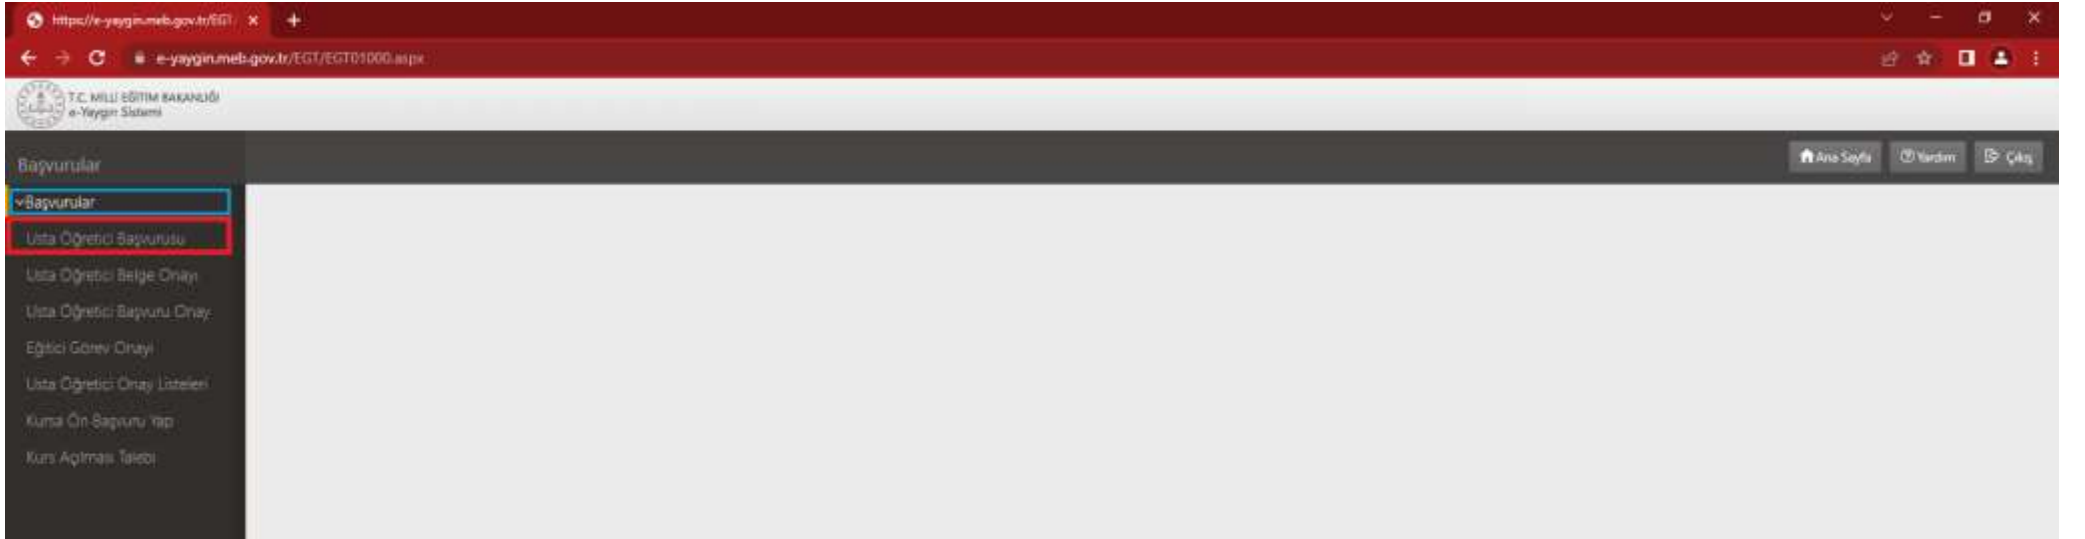 https://e-yaygin.meb.gov.tr/EGT/
e-yaygin.meb.gov.tr/EGT/EGT01000.aspx
T.C. MİLLİ EĞİTİM BAKANLIĞI
e-Yaygın Sistemi
Başvurular
Ana Sayfa Yardım Çıkış
Başvurular
Usta Öğretici Başvurusu
Usta Öğretici Belge Onayı
Usta Öğretici Başvuru Onay
Eğitici Görev Onayı
Usta Öğretici Onay Listeleri
Kursa Ön Başvuru Yap
Kurs Açılması Talebi